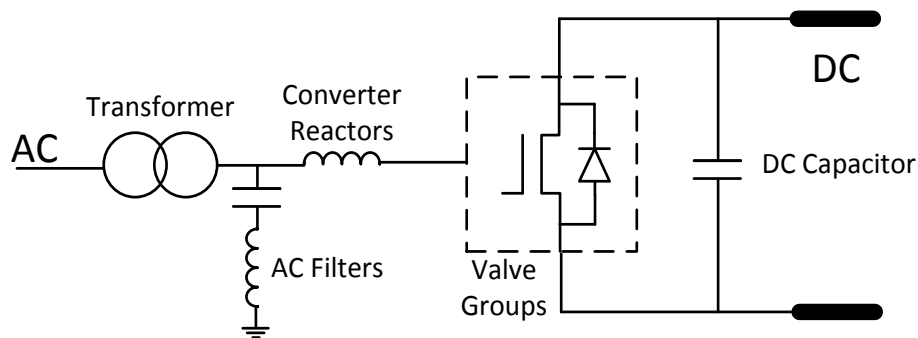 AC
Transformer
Converter
Reactors
AC Filters
Valve
Groups
DC
DC Capacitor